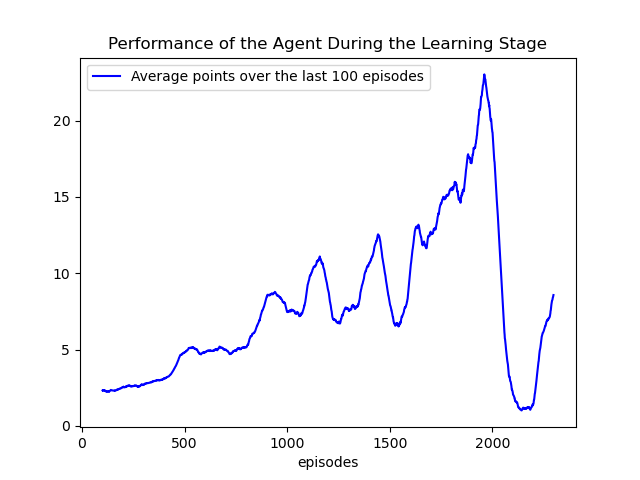 Performance of the Agent During the Learning Stage
Average points over the last 100 episodes
20
15
10
5
0
0 500 1000 1500 2000
episodes